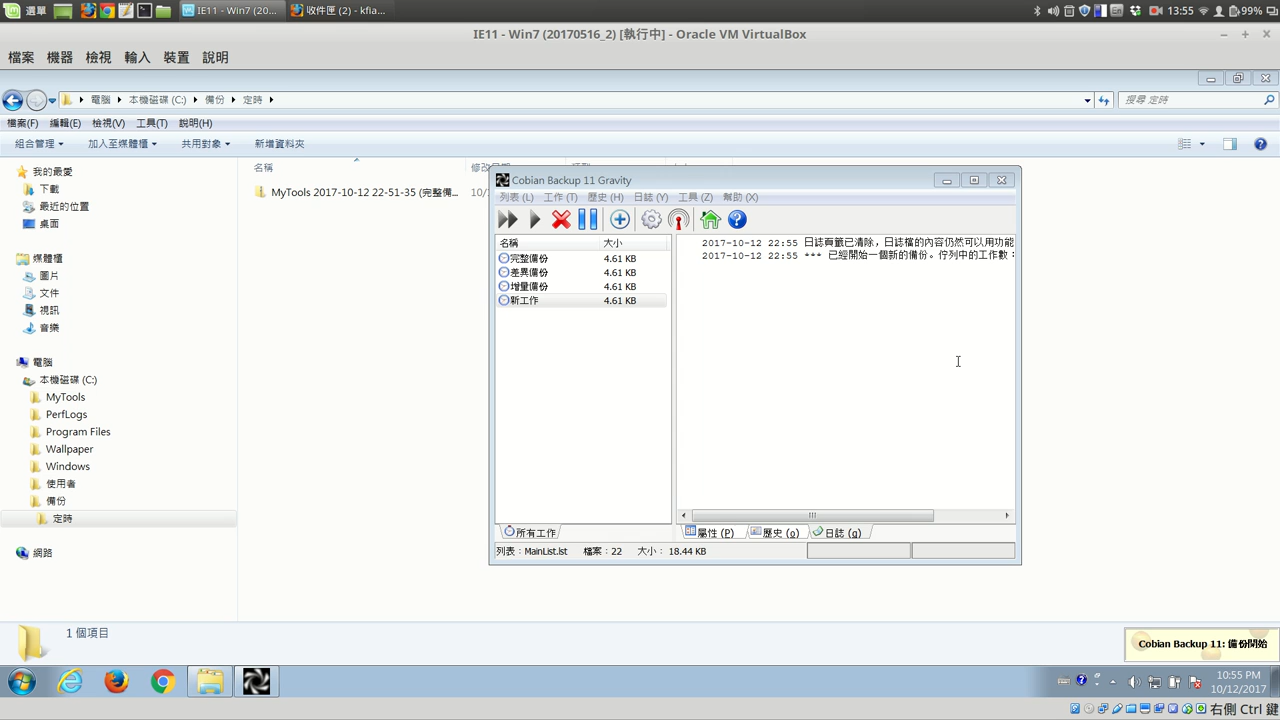 選單
IE11 - Win7 (20...
收件匣 (2) - kfia...
En
13:55
99%
IE11 - Win7 (20170516_2) [執行中] - Oracle VM VirtualBox
檔案 機器 檢視 輸入 裝置 說明
電腦 本機磁碟 (C:) 備份 定時
搜尋 定時
檔案(F) 編輯(E) 檢視(V) 工具(T) 說明(H)
組合管理 加入至媒體櫃 共用對象 新增資料夾
我的最愛
下載
最近的位置
桌面
媒體櫃
圖片
文件
視訊
音樂
電腦
本機磁碟 (C:)
MyTools
PerfLogs
Program Files
Wallpaper
Windows
使用者
備份
定時
網路
名稱
MyTools 2017-10-12 22-51-35 (完整備...
10/
Cobian Backup 11 Gravity
列表 (L) 工作 (T) 歷史 (H) 日誌 (Y) 工具 (Z) 幫助 (X)
名稱 大小
完整備份 4.61 KB
差異備份 4.61 KB
增量備份 4.61 KB
新工作 4.61 KB
2017-10-12 22:55 日誌頁籤已清除，日誌檔的內容仍然可以用功能
2017-10-12 22:55 *** 已經開始一個新的備份。佇列中的工作數：
所有工作
屬性 (P) 歷史 (o) 日誌 (g)
列表：MainList.lst 檔案：22 大小： 18.44 KB
1 個項目
Cobian Backup 11: 備份開始
10:55 PM
10/12/2017
右側 Ctrl 鍵